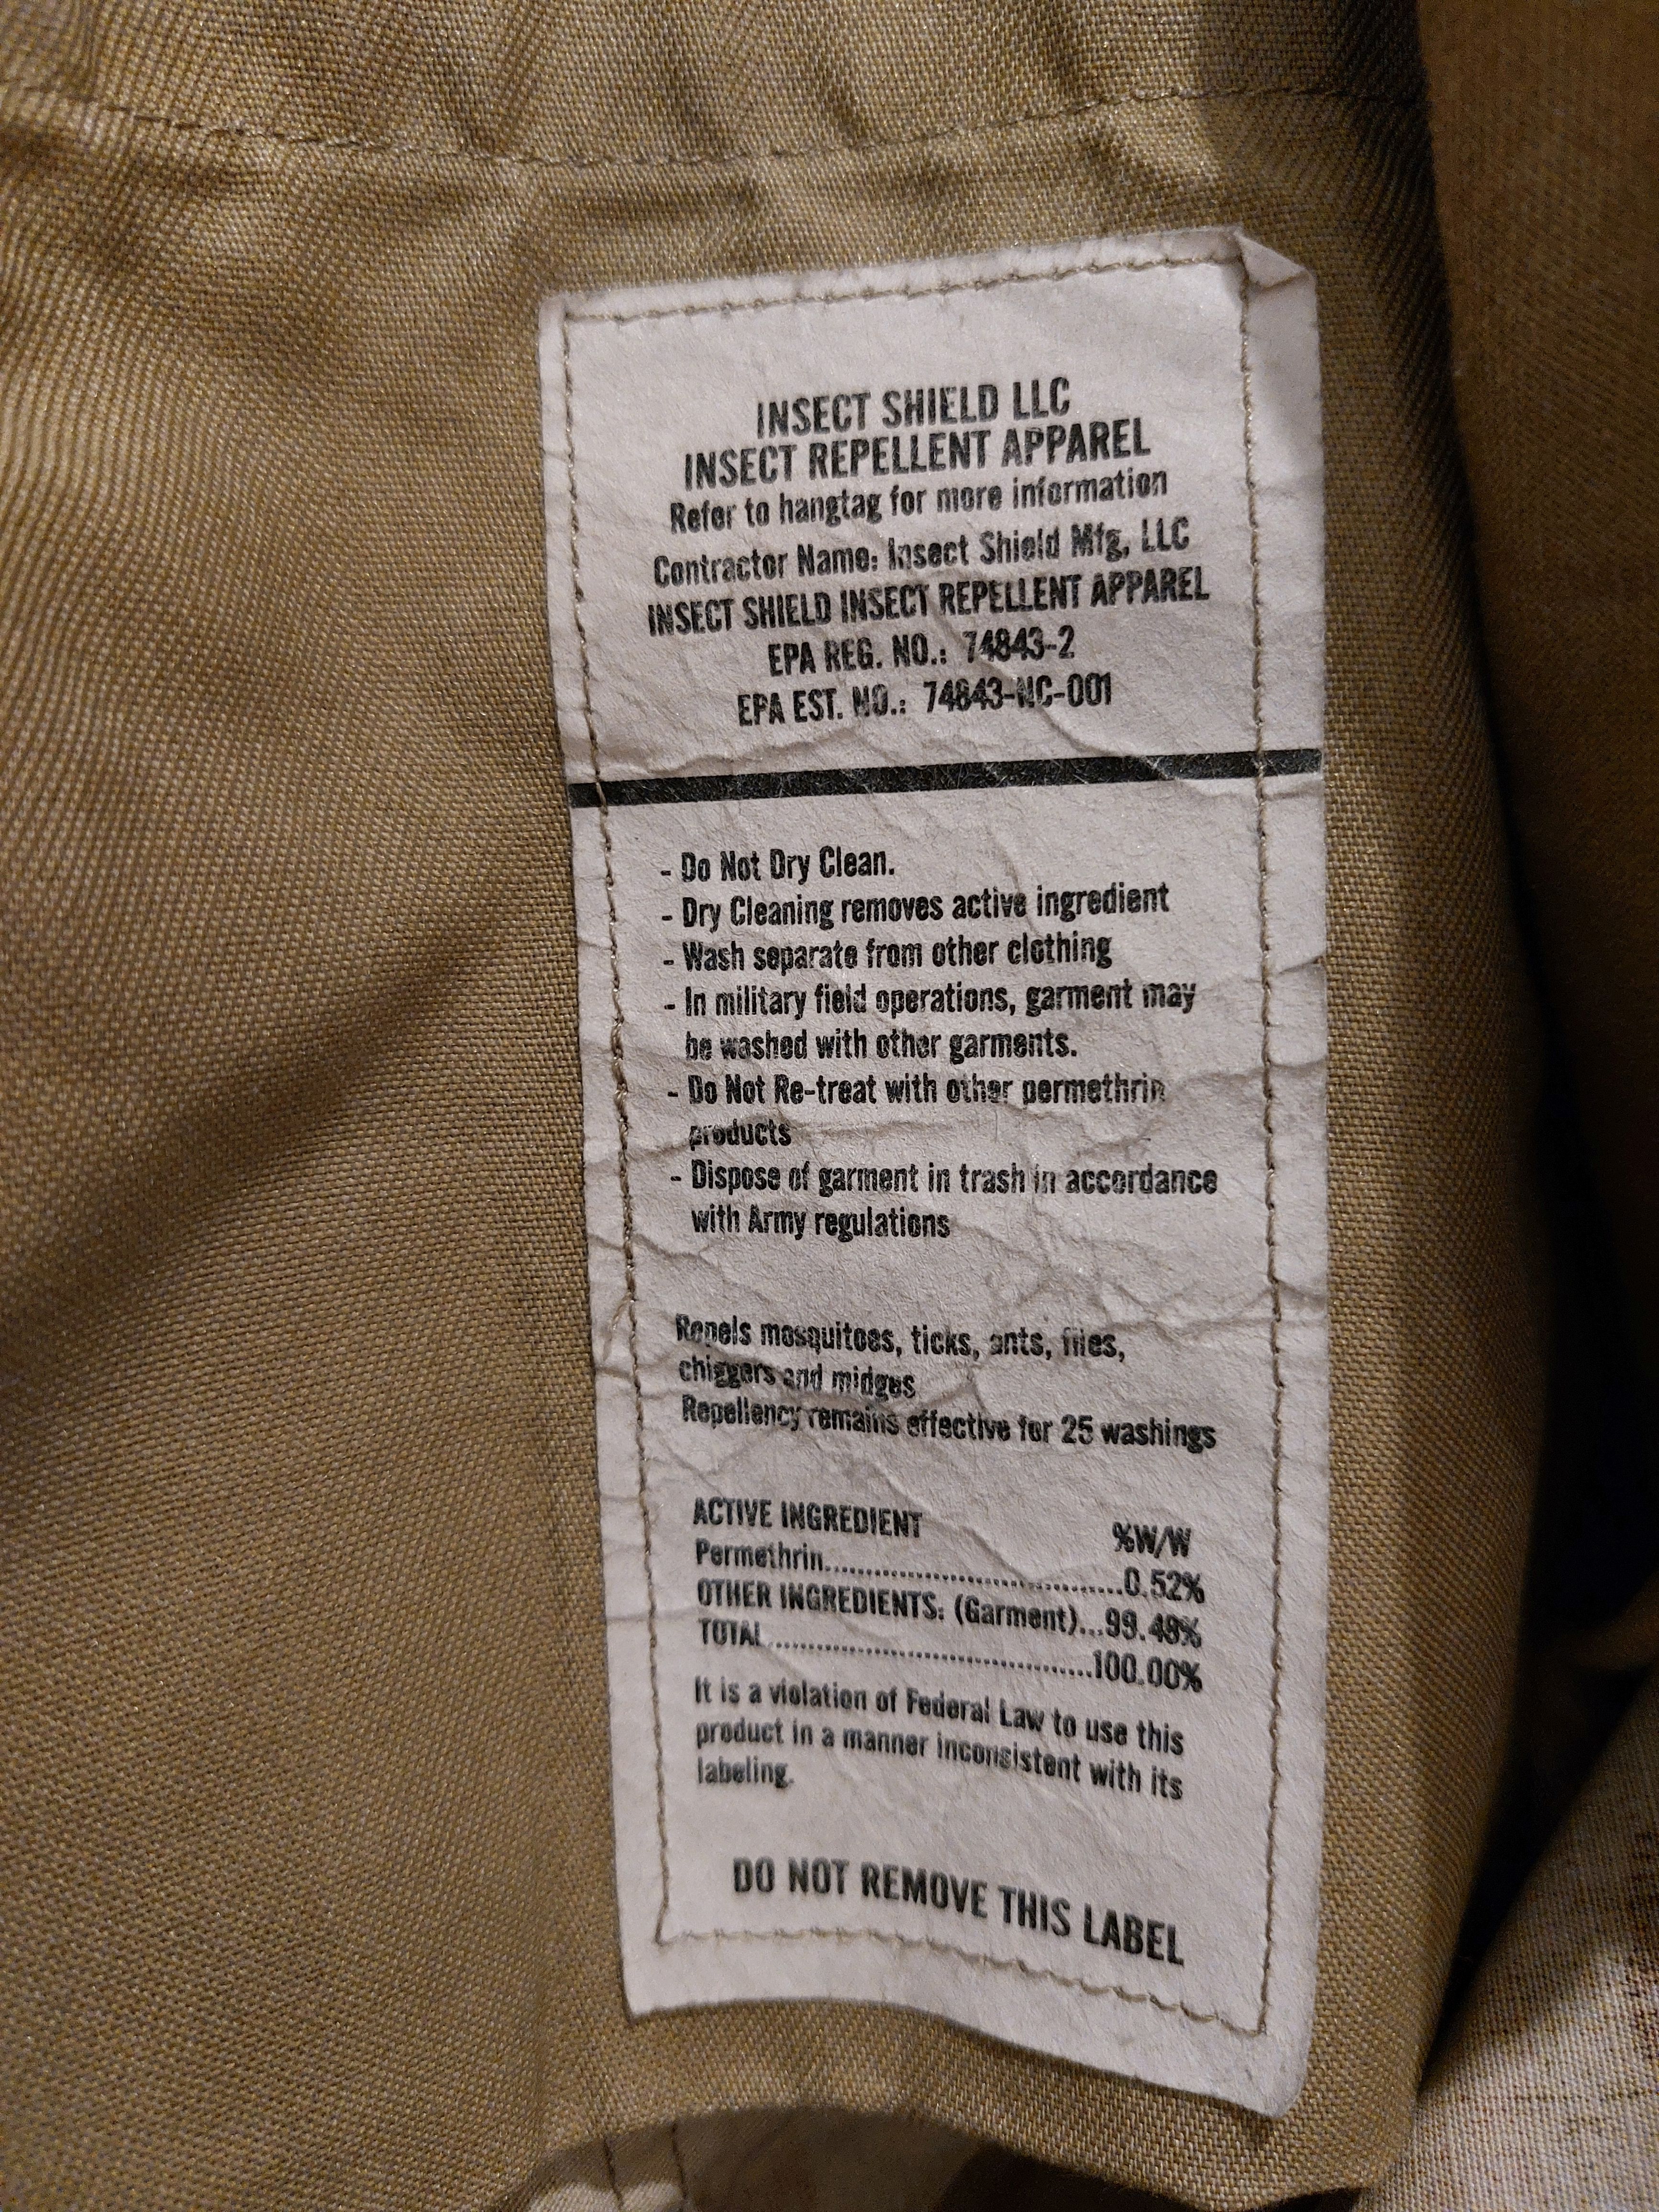 INSECT SHIELD LLC
INSECT REPELLENT APPAREL
Refer to hangtag for more information
Contractor Name: Insect Shield Mfg, LLC
INSECT SHIELD INSECT REPELLENT APPAREL
EPA REG. NO.: 74843-2
EPA EST. NO.: 74843-NC-001
- Do Not Dry Clean.
- Dry Cleaning removes active ingredient
- Wash separate from other clothing
- In military field operations, garment may
be washed with other garments.
- Do Not Re-treat with other permethrin
products
- Dispose of garment in trash in accordance
with Army regulations
Repels mosquitoes, ticks, ants, flies,
chiggers and midges
Repellency remains effective for 25 washings
ACTIVE INGREDIENT %W/W
Permethrin..............................0.52%
OTHER INGREDIENTS: (Garment)...99.48%
TOTAL...................................100.00%
It is a violation of Federal Law to use this
product in a manner inconsistent with its
labeling.
DO NOT REMOVE THIS LABEL